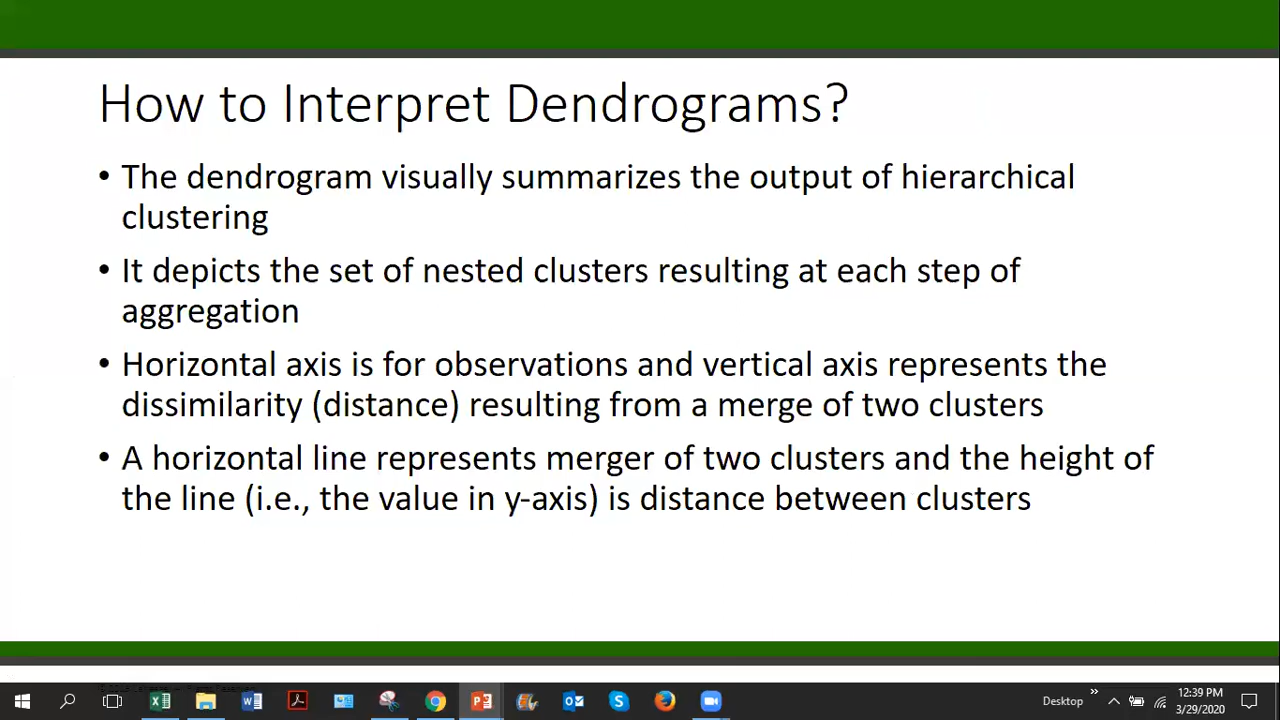 How to Interpret Dendrograms?
• The dendrogram visually summarizes the output of hierarchical
clustering
• It depicts the set of nested clusters resulting at each step of
aggregation
• Horizontal axis is for observations and vertical axis represents the
dissimilarity (distance) resulting from a merge of two clusters
• A horizontal line represents merger of two clusters and the height of
the line (i.e., the value in y-axis) is distance between clusters
Desktop
12:39 PM
3/29/2020